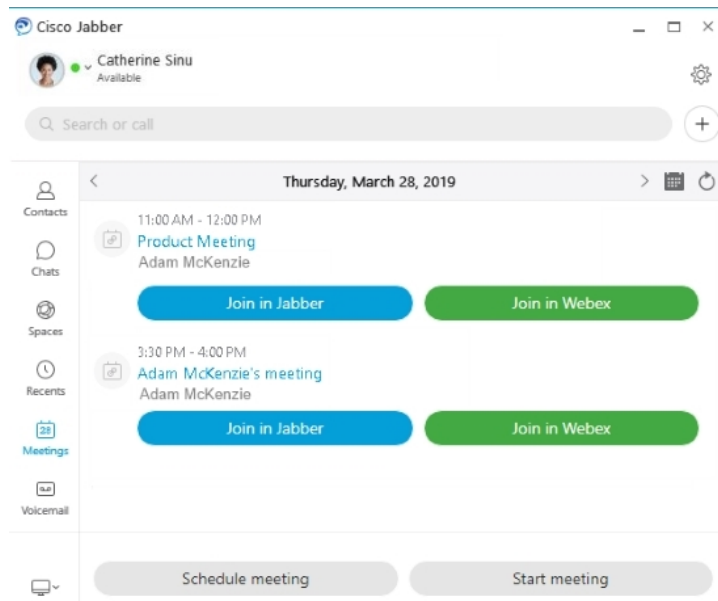 Cisco Jabber
Catherine Sinu
Available
Search or call
Contacts
Chats
Spaces
Recents
28
Meetings
Voicemail
Thursday, March 28, 2019
11:00 AM - 12:00 PM
Product Meeting
Adam McKenzie
Join in Jabber Join in Webex
3:30 PM - 4:00 PM
Adam McKenzie's meeting
Adam McKenzie
Join in Jabber Join in Webex
Schedule meeting Start meeting